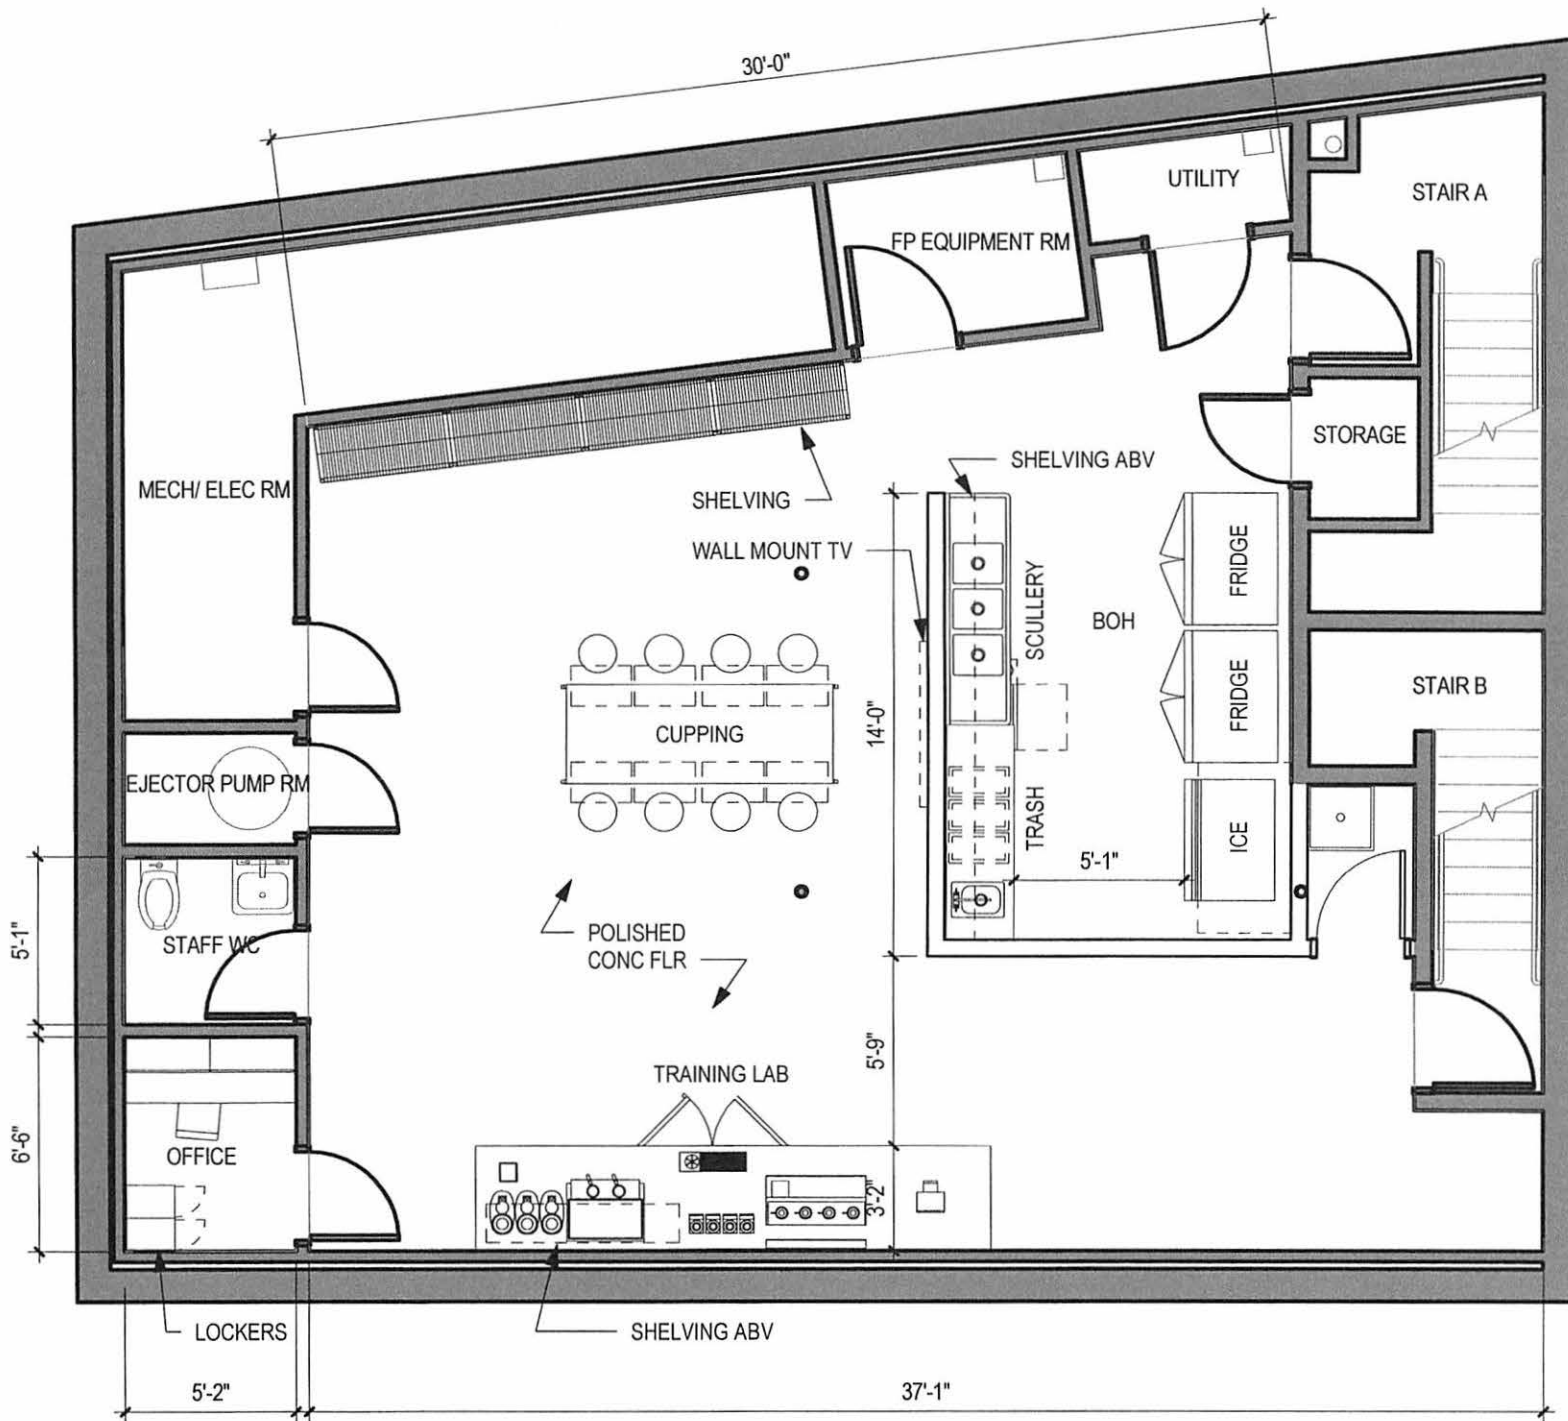 30'-0"
UTILITY
STAIR A
FP EQUIPMENT RM
STORAGE
SHELVING ABV
MECH/ ELEC RM
SHELVING
WALL MOUNT TV
FRIDGE
SCULLERY
BOH
FRIDGE
STAIR B
14'-0"
CUPPING
EJECTOR PUMP RM
TRASH
ICE
5'-1"
5'-1"
STAFF WC
POLISHED
CONC FLR
5'-9"
TRAINING LAB
6'-6"
OFFICE
3'-2"
LOCKERS
SHELVING ABV
5'-2"
37'-1"